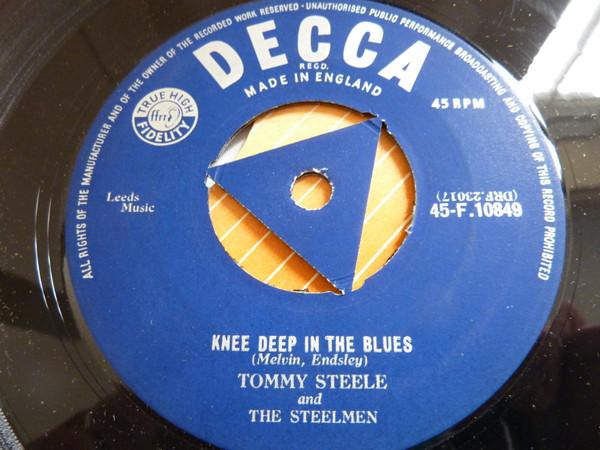 ALL RIGHTS OF THE MANUFACTURER AND OF THE OWNER OF THE RECORDED WORK RESERVED · UNAUTHORISED PUBLIC PERFORMANCE BROADCASTING AND COPYING OF THIS RECORD PROHIBITED
DECCA
REGD.
MADE IN ENGLAND
TRUE HIGH
ffrr
FIDELITY
45 RPM
Leeds
Music
(DRF.23017)
45-F.10849
KNEE DEEP IN THE BLUES
(Melvin, Endsley)
TOMMY STEELE
and
THE STEELMEN